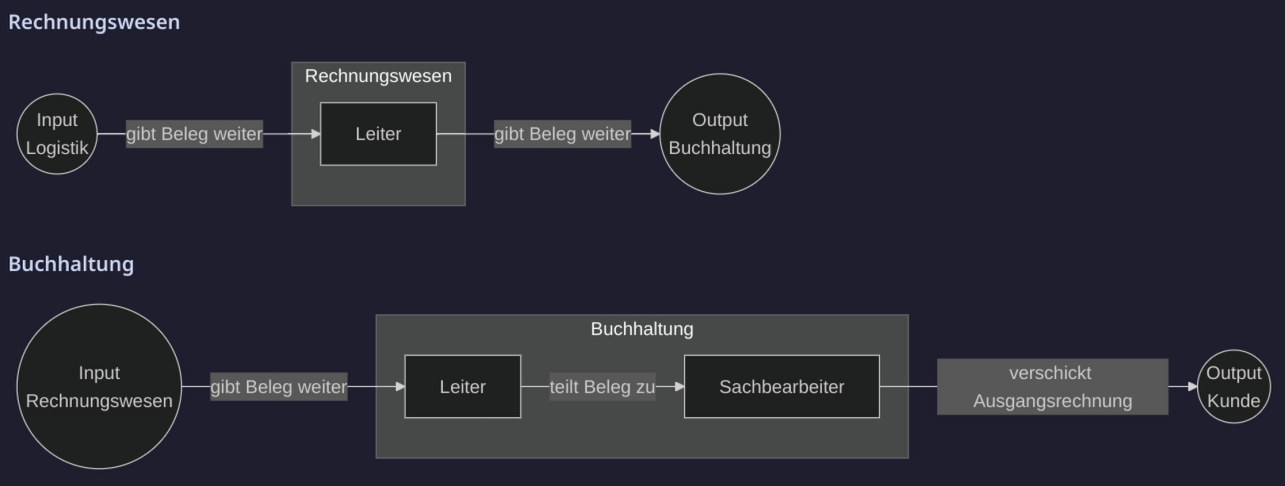 Rechnungswesen
Rechnungswesen
Input
Logistik
gibt Beleg weiter
Leiter
gibt Beleg weiter
Output
Buchhaltung
Buchhaltung
Buchhaltung
Input
Rechnungswesen
gibt Beleg weiter
Leiter
teilt Beleg zu
Sachbearbeiter
verschickt
Ausgangsrechnung
Output
Kunde